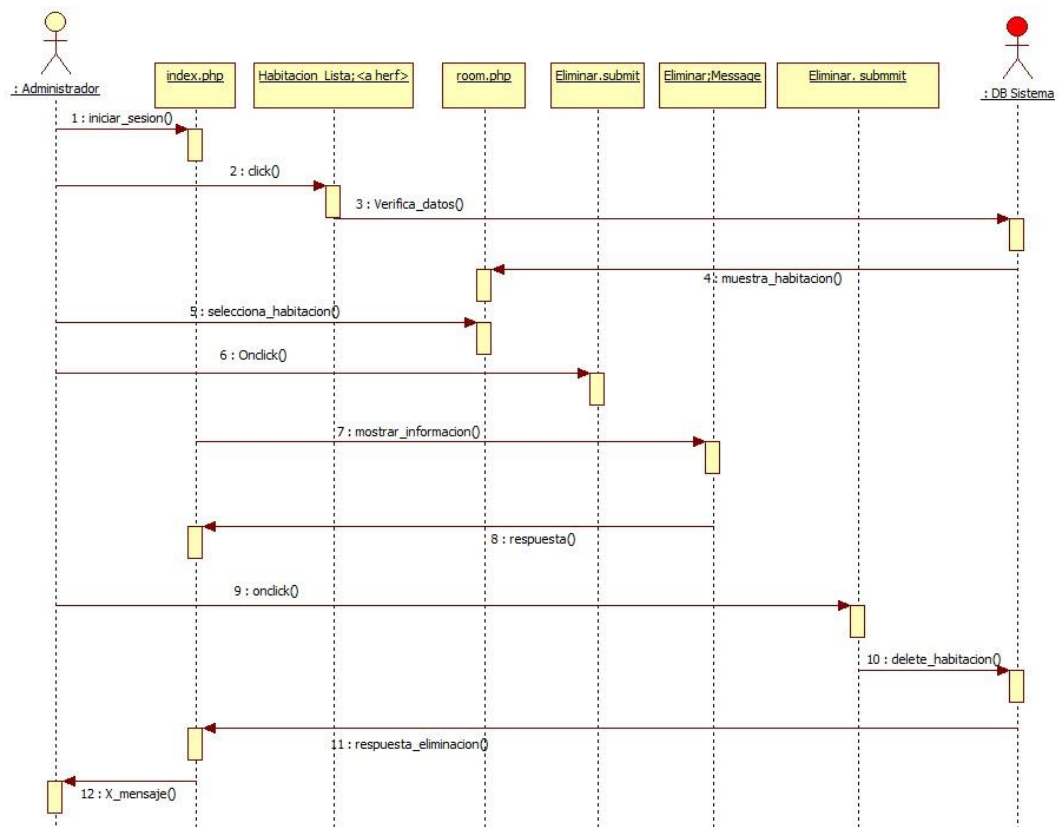 : Administrador
index.php
Habitacion Lista;<a herf>
room.php
Eliminar.submit
Eliminar;Message
Eliminar. submmit
: DB Sistema
1 : iniciar_sesion()
2 : click()
3 : Verifica_datos()
4 : muestra_habitacion()
5 : selecciona_habitacion()
6 : Onclick()
7 : mostrar_informacion()
8 : respuesta()
9 : onclick()
10 : delete_habitacion()
11 : respuesta_eliminacion()
12 : X_mensaje()